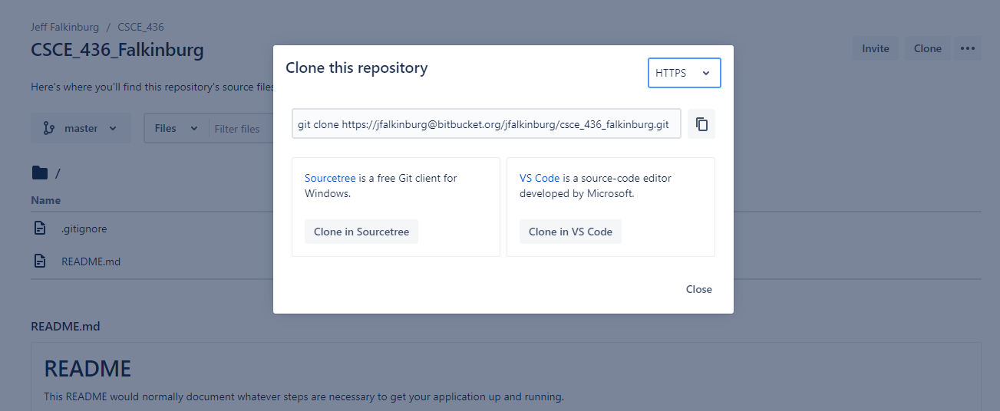 Jeff Falkinburg / CSCE_436
CSCE_436_Falkinburg
Invite
Clone
Here's where you'll find this repository's source files
master
Files
Filter files
/
Name
.gitignore
README.md
Clone this repository
HTTPS
git clone https://jfalkinburg@bitbucket.org/jfalkinburg/csce_436_falkinburg.git
Sourcetree is a free Git client for
Windows.
Clone in Sourcetree
VS Code is a source-code editor
developed by Microsoft.
Clone in VS Code
Close
README.md
README
This README would normally document whatever steps are necessary to get your application up and running.